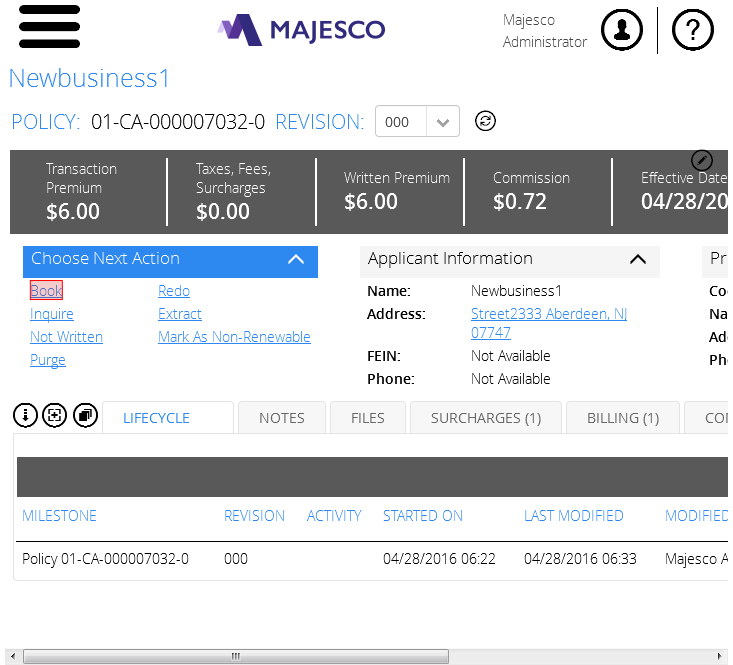 MAJESCO
Majesco
Administrator
?
Newbusiness1
POLICY: 01-CA-000007032-0 REVISION: 000
Transaction Premium
$6.00
Taxes, Fees, Surcharges
$0.00
Written Premium
$6.00
Commission
$0.72
Effective Date
04/28/20
Choose Next Action
Book Redo
Inquire Extract
Not Written Mark As Non-Renewable
Purge
Applicant Information
Name: Newbusiness1
Address: Street2333 Aberdeen, NJ
07747
FEIN: Not Available
Phone: Not Available
Pr
Co
Na
Ad
Ph
LIFECYCLE NOTES FILES SURCHARGES (1) BILLING (1) CO
MILESTONE REVISION ACTIVITY STARTED ON LAST MODIFIED MODIFIED
Policy 01-CA-000007032-0 000 04/28/2016 06:22 04/28/2016 06:33 Majesco A